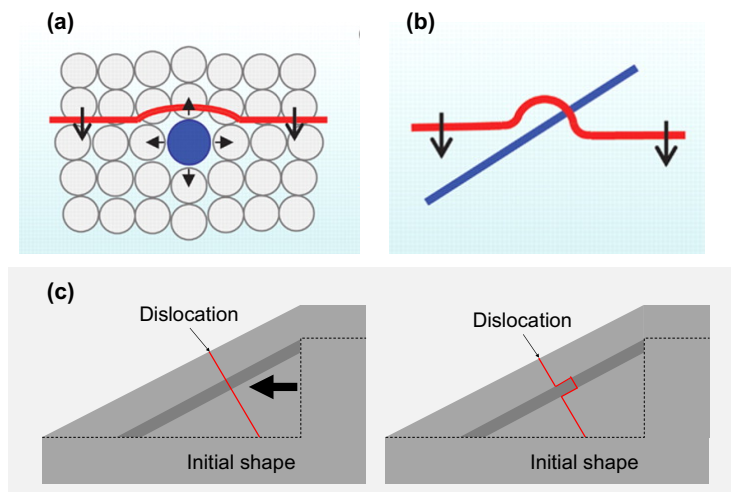 (a)
(b)
(c)
Dislocation
Dislocation
Initial shape
Initial shape